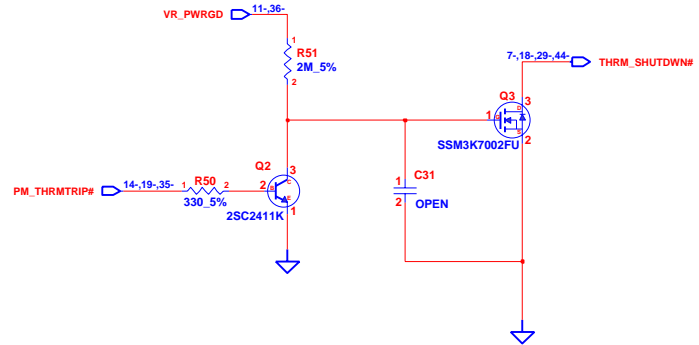 VR_PWRGD 11-,36-
1
R51
2M_5%
2
7-,18-,29-,44-
THRM_SHUTDWN#
Q3
3
D
1
G
S
2
SSM3K7002FU
Q2
3
C
C31
1
2
OPEN
PM_THRMTRIP#
14-,19-,35-
1
R50
2
330_5%
2
B
E
1
2SC2411K